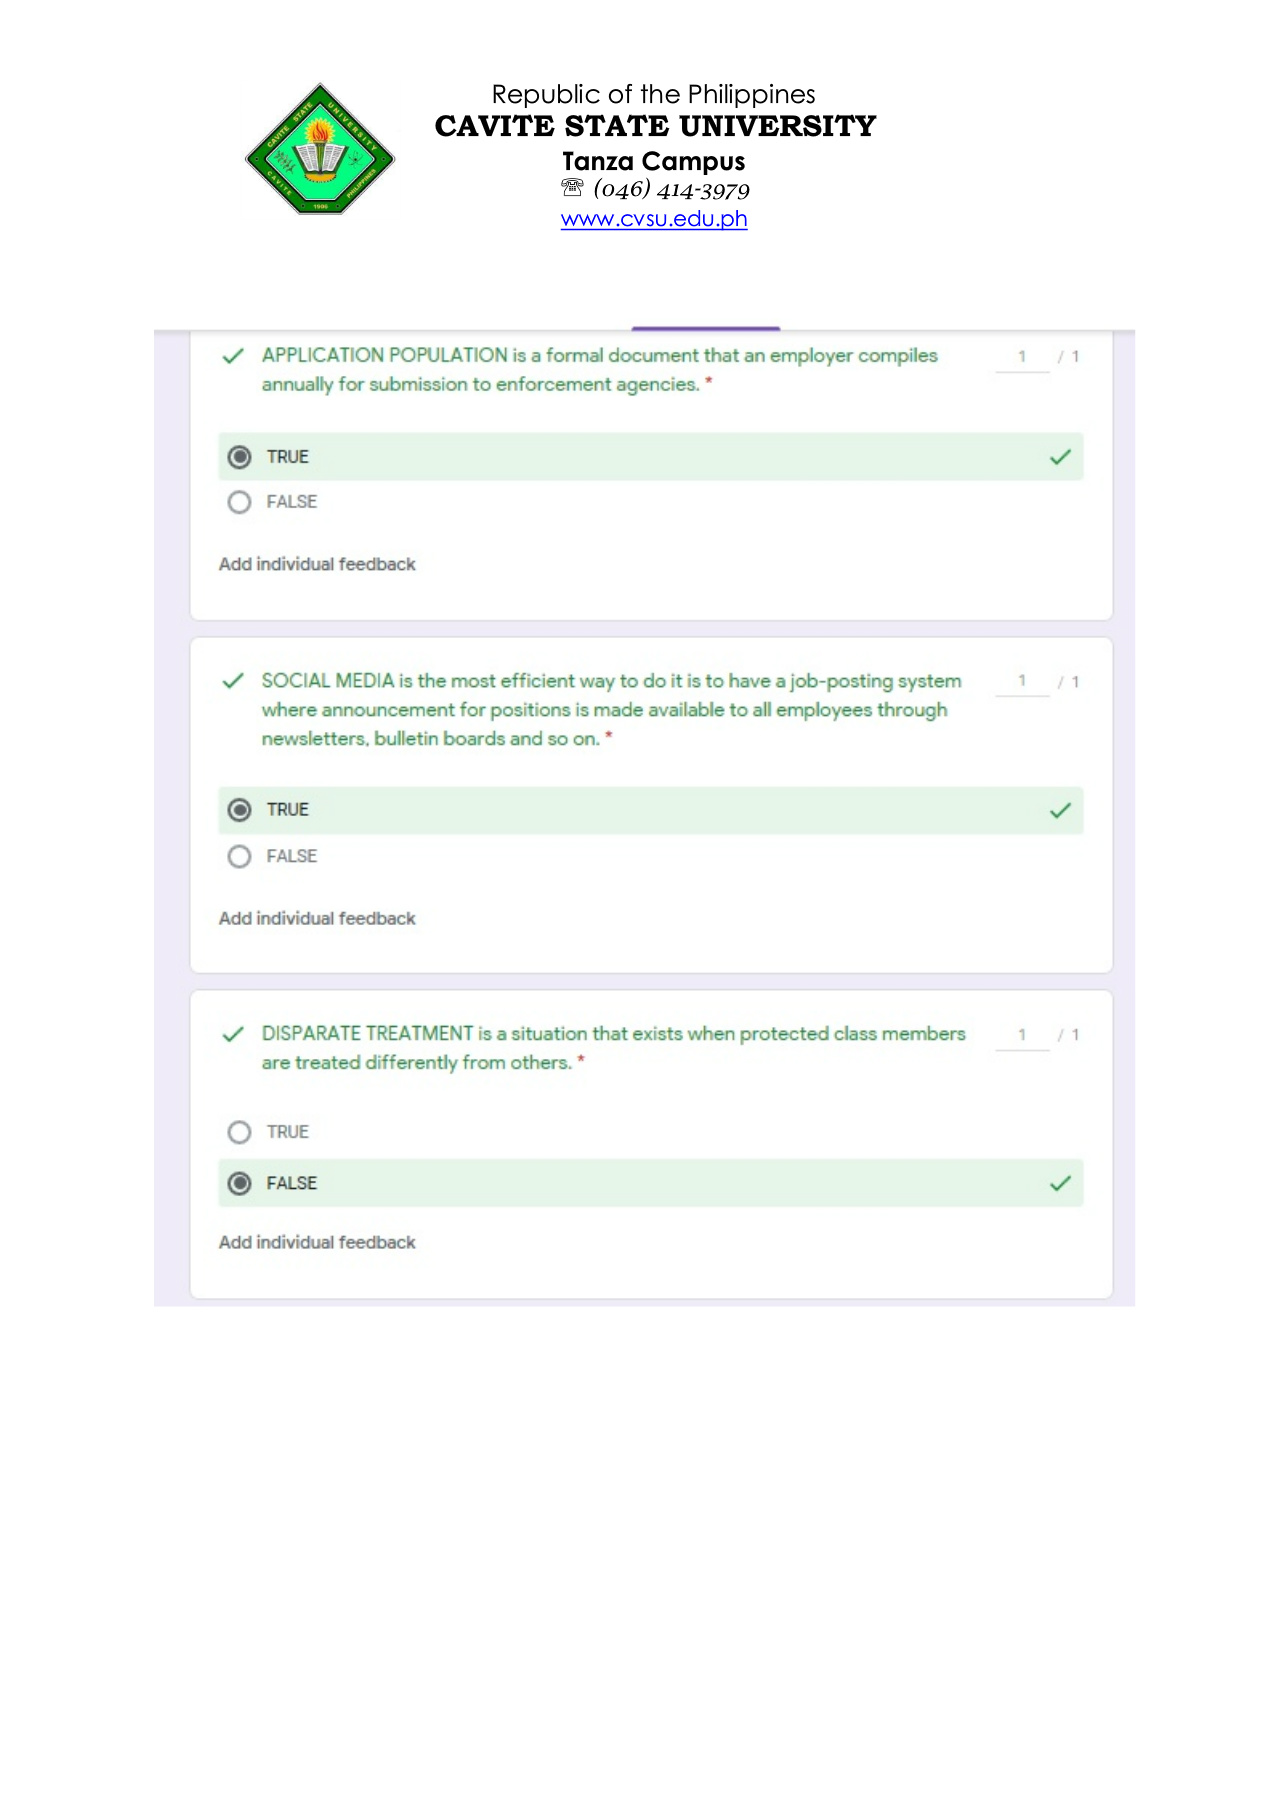 Republic of the Philippines
CAVITE STATE UNIVERSITY
Tanza Campus
☏ (046) 414-3979
www.cvsu.edu.ph
CAVITE STATE UNIVERSITY
CAVITE PHILIPPINES
1906
APPLICATION POPULATION is a formal document that an employer compiles 1 / 1
annually for submission to enforcement agencies. *
TRUE
FALSE
Add individual feedback
SOCIAL MEDIA is the most efficient way to do it is to have a job-posting system 1 / 1
where announcement for positions is made available to all employees through
newsletters, bulletin boards and so on. *
TRUE
FALSE
Add individual feedback
DISPARATE TREATMENT is a situation that exists when protected class members 1 / 1
are treated differently from others. *
TRUE
FALSE
Add individual feedback